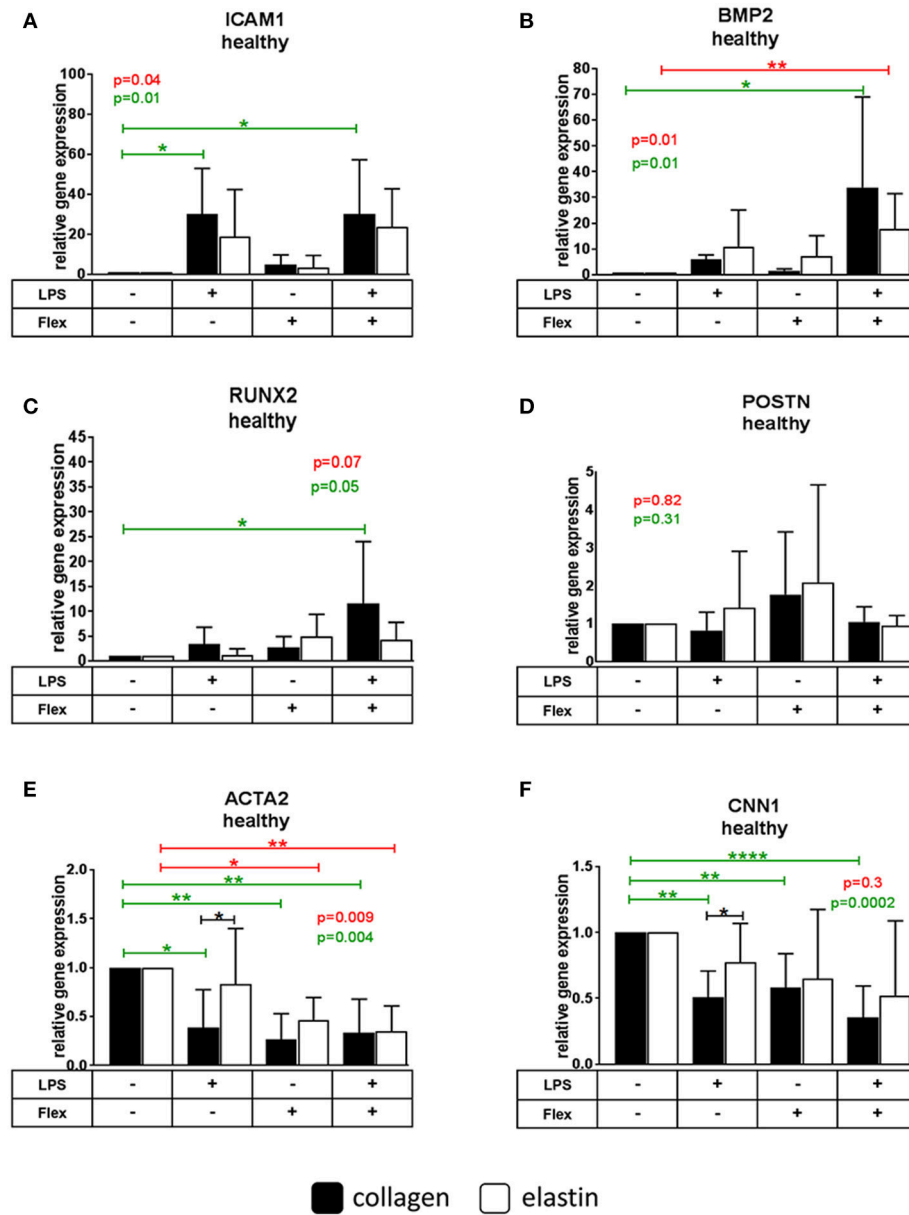 A
ICAM1
healthy
relative gene expression
100
80
60
40
20
0
p=0.04
p=0.01
*
*
LPS - + - +
Flex - - + +
B
BMP2
healthy
relative gene expression
80
70
60
50
40
30
20
10
0
**
*
p=0.01
p=0.01
LPS - + - +
Flex - - + +
C
RUNX2
healthy
relative gene expression
45
40
35
30
25
20
15
10
5
0
p=0.07
p=0.05
*
LPS - + - +
Flex - - + +
D
POSTN
healthy
relative gene expression
5
4
3
2
1
0
p=0.82
p=0.31
LPS - + - +
Flex - - + +
E
ACTA2
healthy
relative gene expression
2.0
1.5
1.0
0.5
0.0
**
*
**
**
*
*
p=0.009
p=0.004
LPS - + - +
Flex - - + +
F
CNN1
healthy
relative gene expression
1.5
1.0
0.5
0.0
****
**
**
*
p=0.3
p=0.0002
LPS - + - +
Flex - - + +
collagen elastin